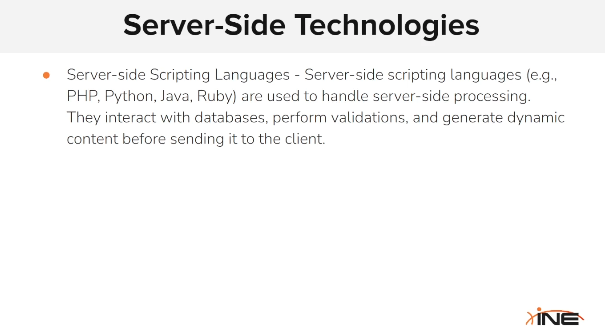 Server-Side Technologies
● Server-side Scripting Languages - Server-side scripting languages (e.g.,
PHP, Python, Java, Ruby) are used to handle server-side processing.
They interact with databases, perform validations, and generate dynamic
content before sending it to the client.
INE